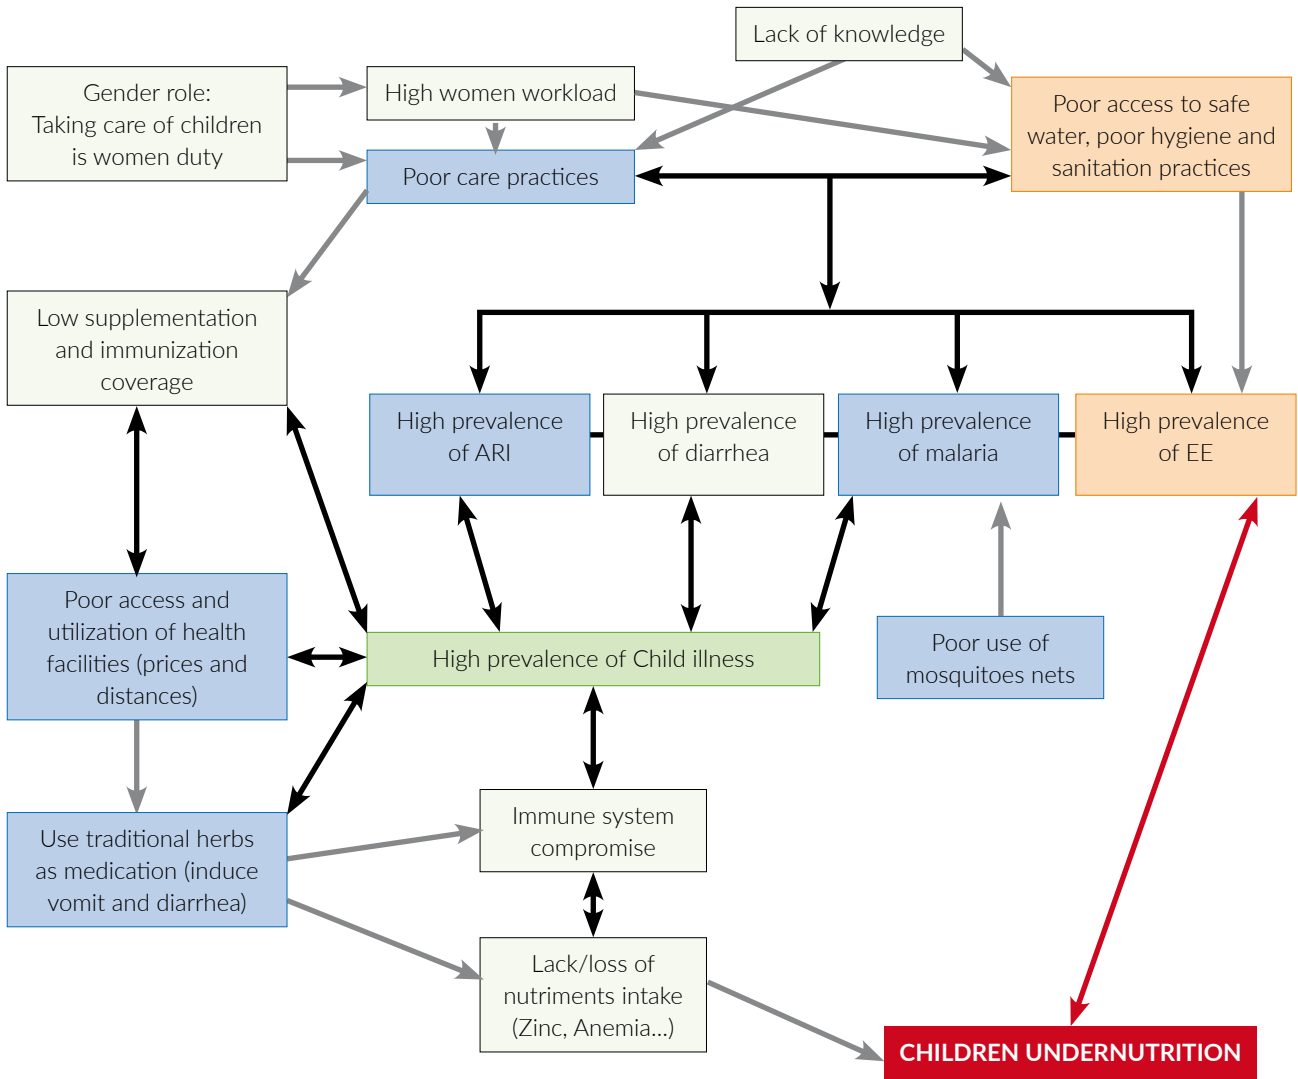 Lack of knowledge
Gender role:
Taking care of children
is women duty
High women workload
Poor access to safe
water, poor hygiene and
sanitation practices
Poor care practices
Low supplementation
and immunization
coverage
High prevalence
of ARI
High prevalence
of diarrhea
High prevalence
of malaria
High prevalence
of EE
Poor access and
utilization of health
facilities (prices and
distances)
High prevalence of Child illness
Poor use of
mosquitoes nets
Use traditional herbs
as medication (induce
vomit and diarrhea)
Immune system
compromise
Lack/loss of
nutriments intake
(Zinc, Anemia...)
CHILDREN UNDERNUTRITION